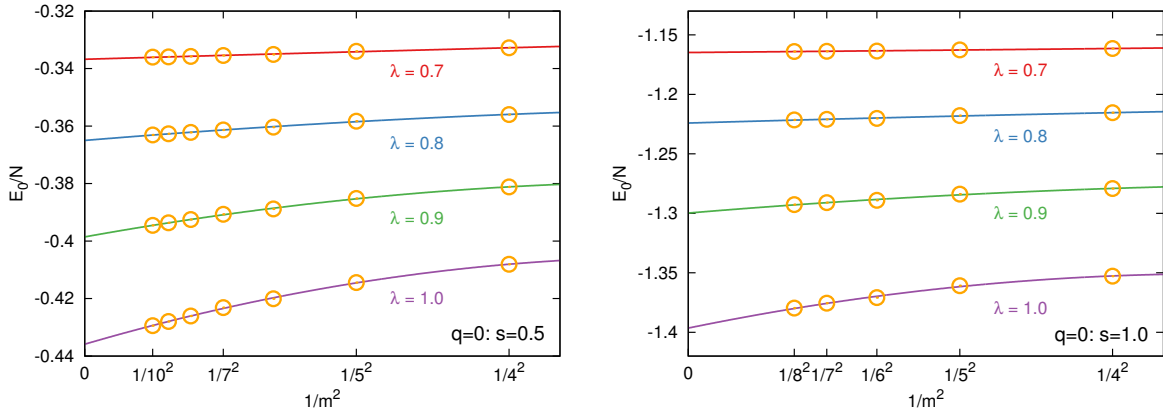 -0.32
-0.34
-0.36
-0.38
-0.4
-0.42
-0.44
E₀/N
λ = 0.7
λ = 0.8
λ = 0.9
λ = 1.0
q=0: s=0.5
0
1/10²
1/7²
1/5²
1/4²
1/m²
-1.15
-1.2
-1.25
-1.3
-1.35
-1.4
E₀/N
λ = 0.7
λ = 0.8
λ = 0.9
λ = 1.0
q=0: s=1.0
0
1/8²
1/7²
1/6²
1/5²
1/4²
1/m²